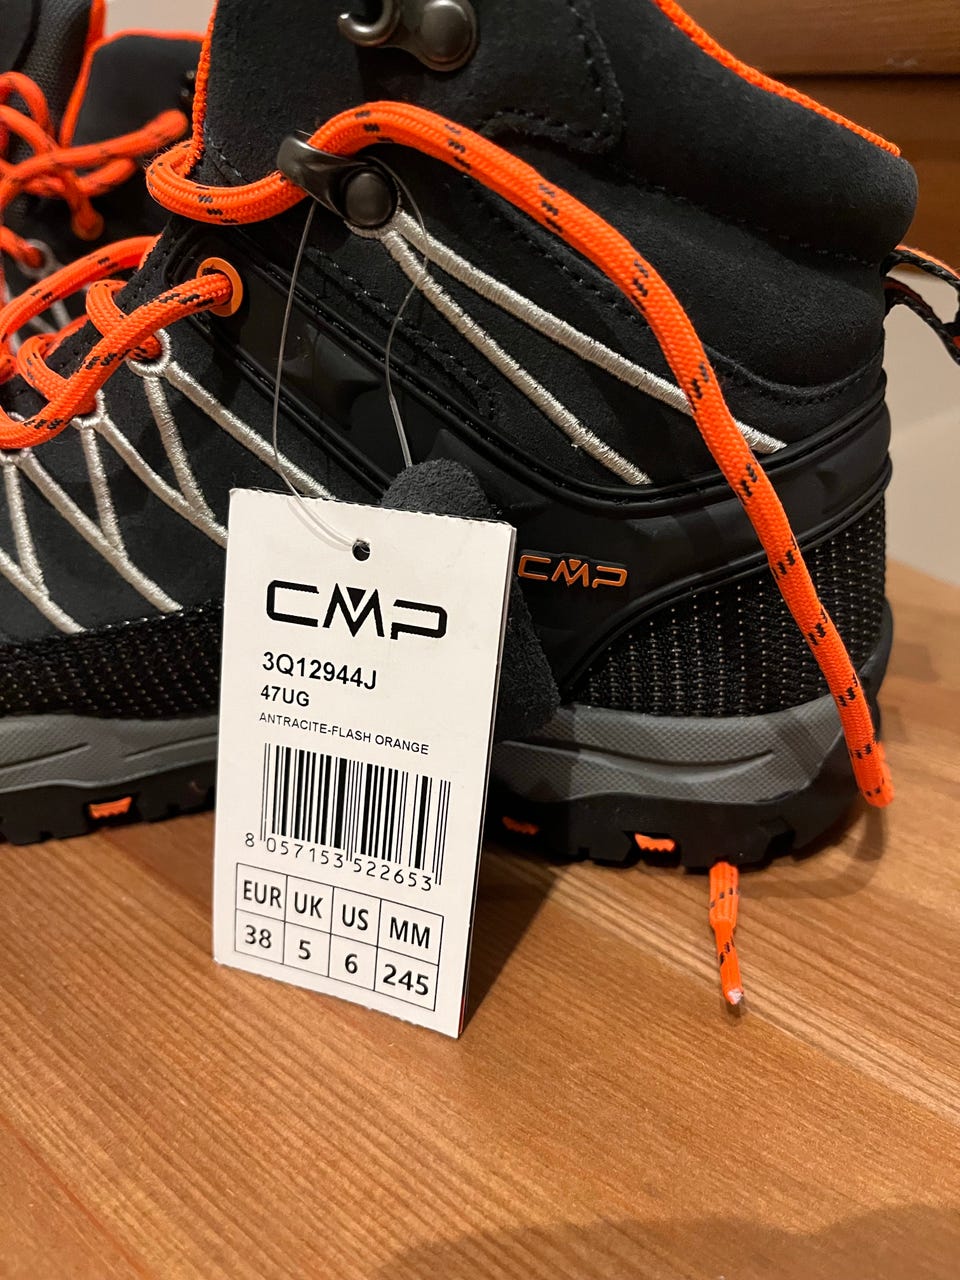 CMP
3Q12944J
47UG
ANTRACITE-FLASH ORANGE
8 057153 522653
EUR UK US MM
38 5 6 245
CMP